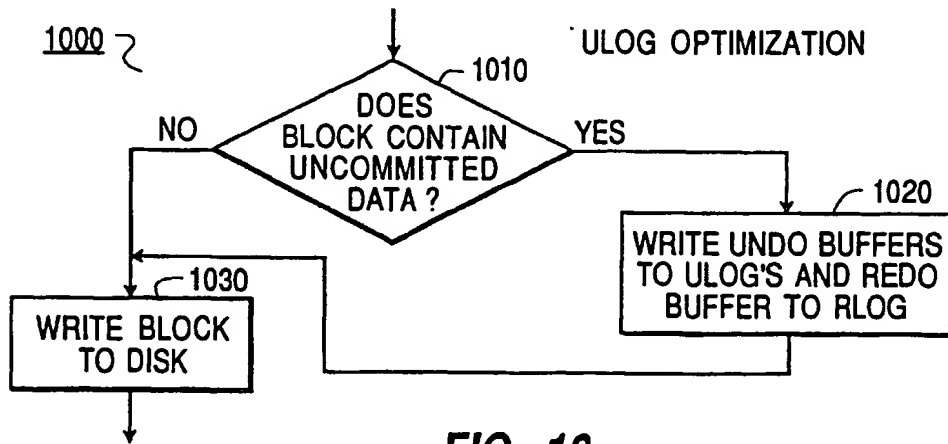 1000
ULOG OPTIMIZATION
1010
DOES
BLOCK CONTAIN
UNCOMMITTED
DATA ?
NO
YES
1020
WRITE UNDO BUFFERS
TO ULOG'S AND REDO
BUFFER TO RLOG
1030
WRITE BLOCK
TO DISK